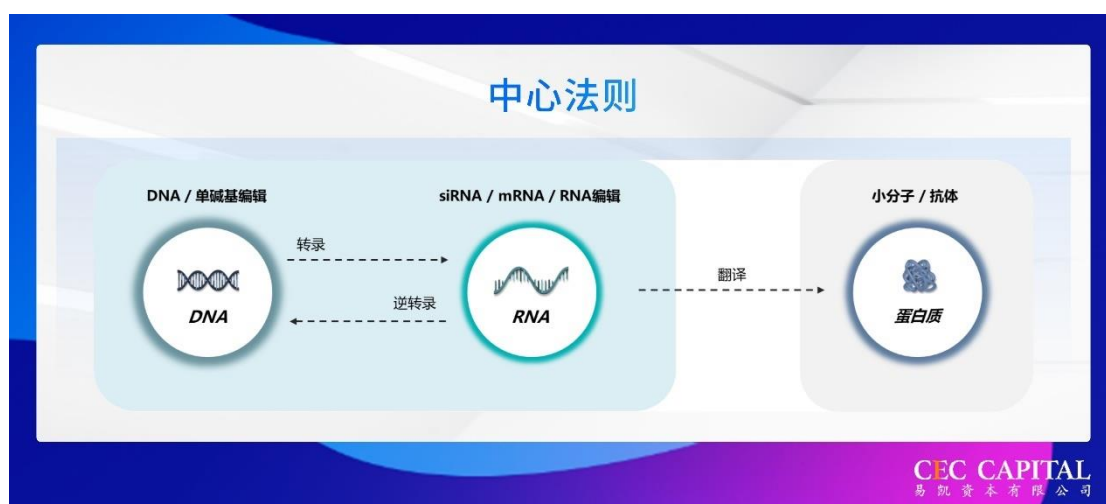 中心法则
DNA / 单碱基编辑
siRNA / mRNA / RNA编辑
小分子 / 抗体
转录
逆转录
翻译
DNA
RNA
蛋白质
CEC CAPITAL
易凯资本有限公司